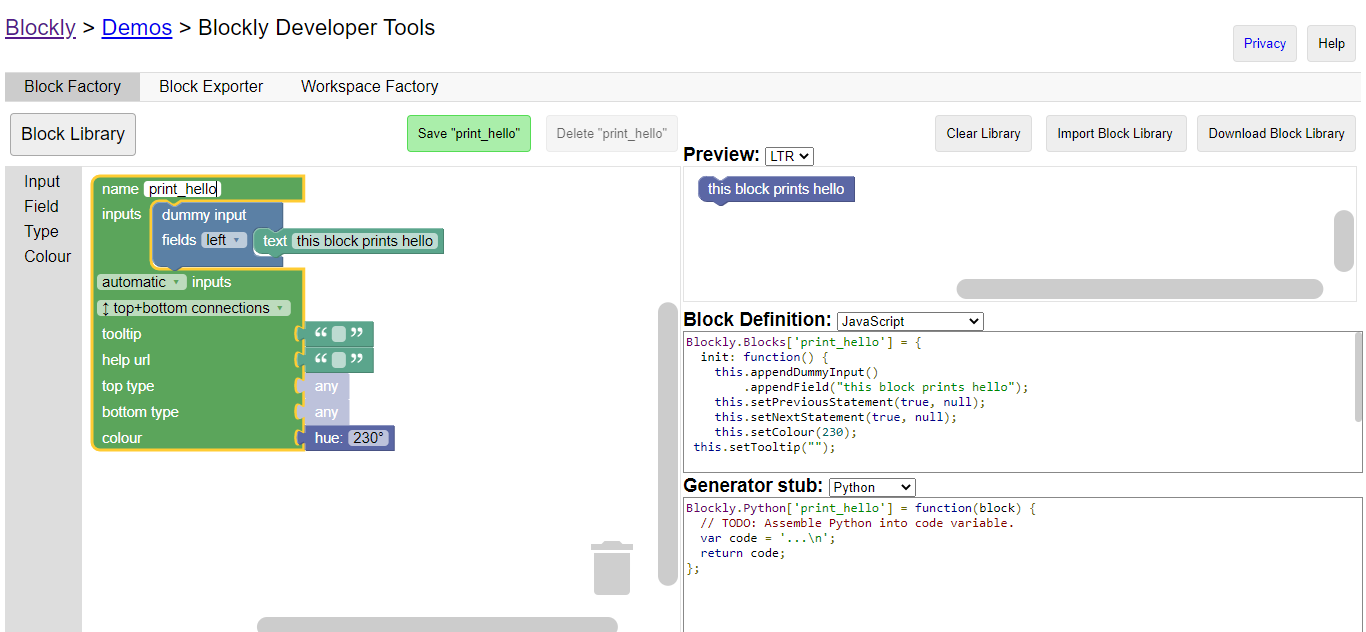 Blockly > Demos > Blockly Developer Tools
Privacy
Help
Block Factory
Block Exporter
Workspace Factory
Block Library
Save "print_hello"
Delete "print_hello"
Clear Library
Import Block Library
Download Block Library
Input
Field
Type
Colour
name print_hello
inputs
dummy input
fields left
text this block prints hello
automatic inputs
↕ top+bottom connections
tooltip “ ”
help url “ ”
top type any
bottom type any
colour hue: 230°
Preview: LTR
this block prints hello
Block Definition: JavaScript
Blockly.Blocks['print_hello'] = {
  init: function() {
    this.appendDummyInput()
        .appendField("this block prints hello");
    this.setPreviousStatement(true, null);
    this.setNextStatement(true, null);
    this.setColour(230);
 this.setTooltip("");
Generator stub: Python
Blockly.Python['print_hello'] = function(block) {
  // TODO: Assemble Python into code variable.
  var code = '...\n';
  return code;
};